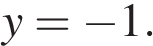 y = −1.